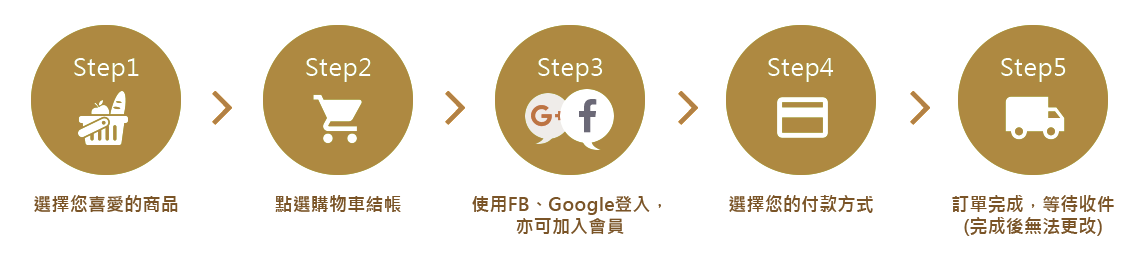 Step1
Step2
Step3
Step4
Step5
G+
f
選擇您喜愛的商品
點選購物車結帳
使用FB、Google登入，
亦可加入會員
選擇您的付款方式
訂單完成，等待收件
(完成後無法更改)